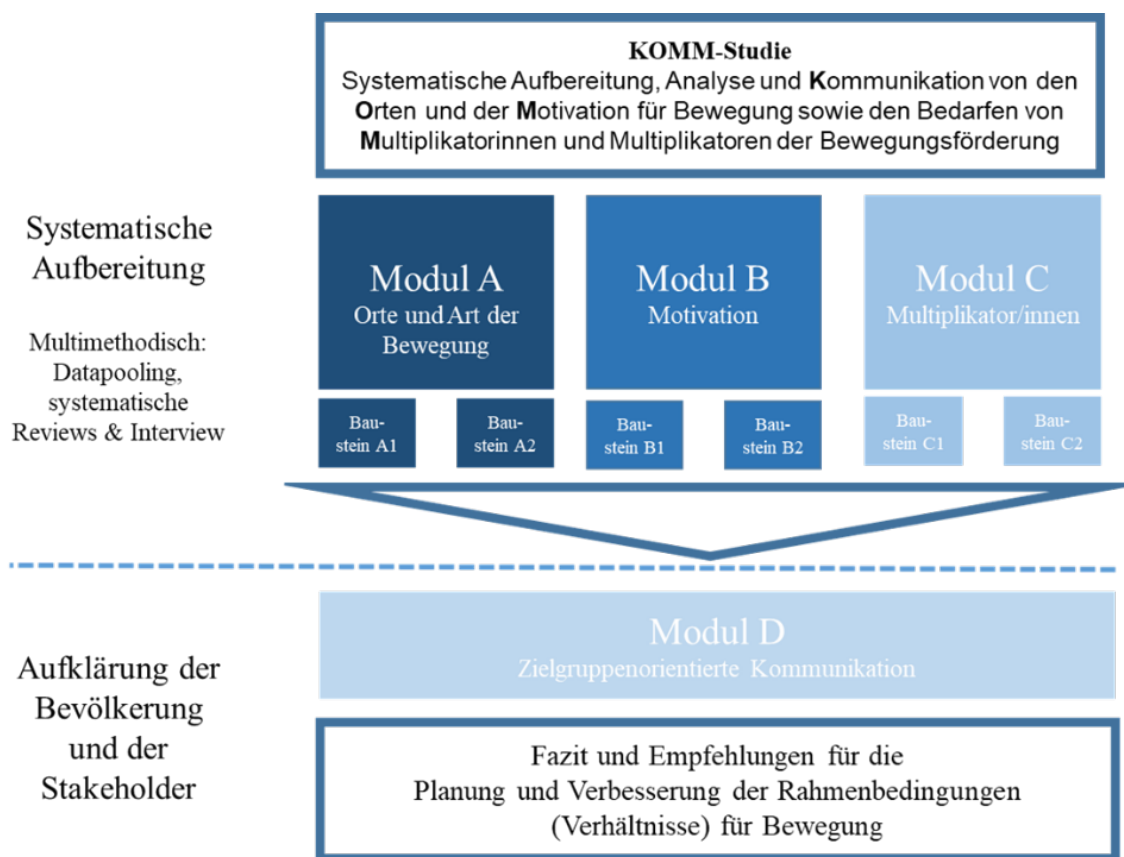 KOMM-Studie
Systematische Aufbereitung, Analyse und Kommunikation von den
Orten und der Motivation für Bewegung sowie den Bedarfen von
Multiplikatorinnen und Multiplikatoren der Bewegungsförderung
Systematische
Aufbereitung
Multimethodisch:
Datapooling,
systematische
Reviews & Interview
Modul A
Orte und Art der
Bewegung
Modul B
Motivation
Modul C
Multiplikator/innen
Bau-
stein A1
Bau-
stein A2
Bau-
stein B1
Bau-
stein B2
Bau-
stein C1
Bau-
stein C2
Aufklärung der
Bevölkerung
und der
Stakeholder
Modul D
Zielgruppenorientierte Kommunikation
Fazit und Empfehlungen für die
Planung und Verbesserung der Rahmenbedingungen
(Verhältnisse) für Bewegung